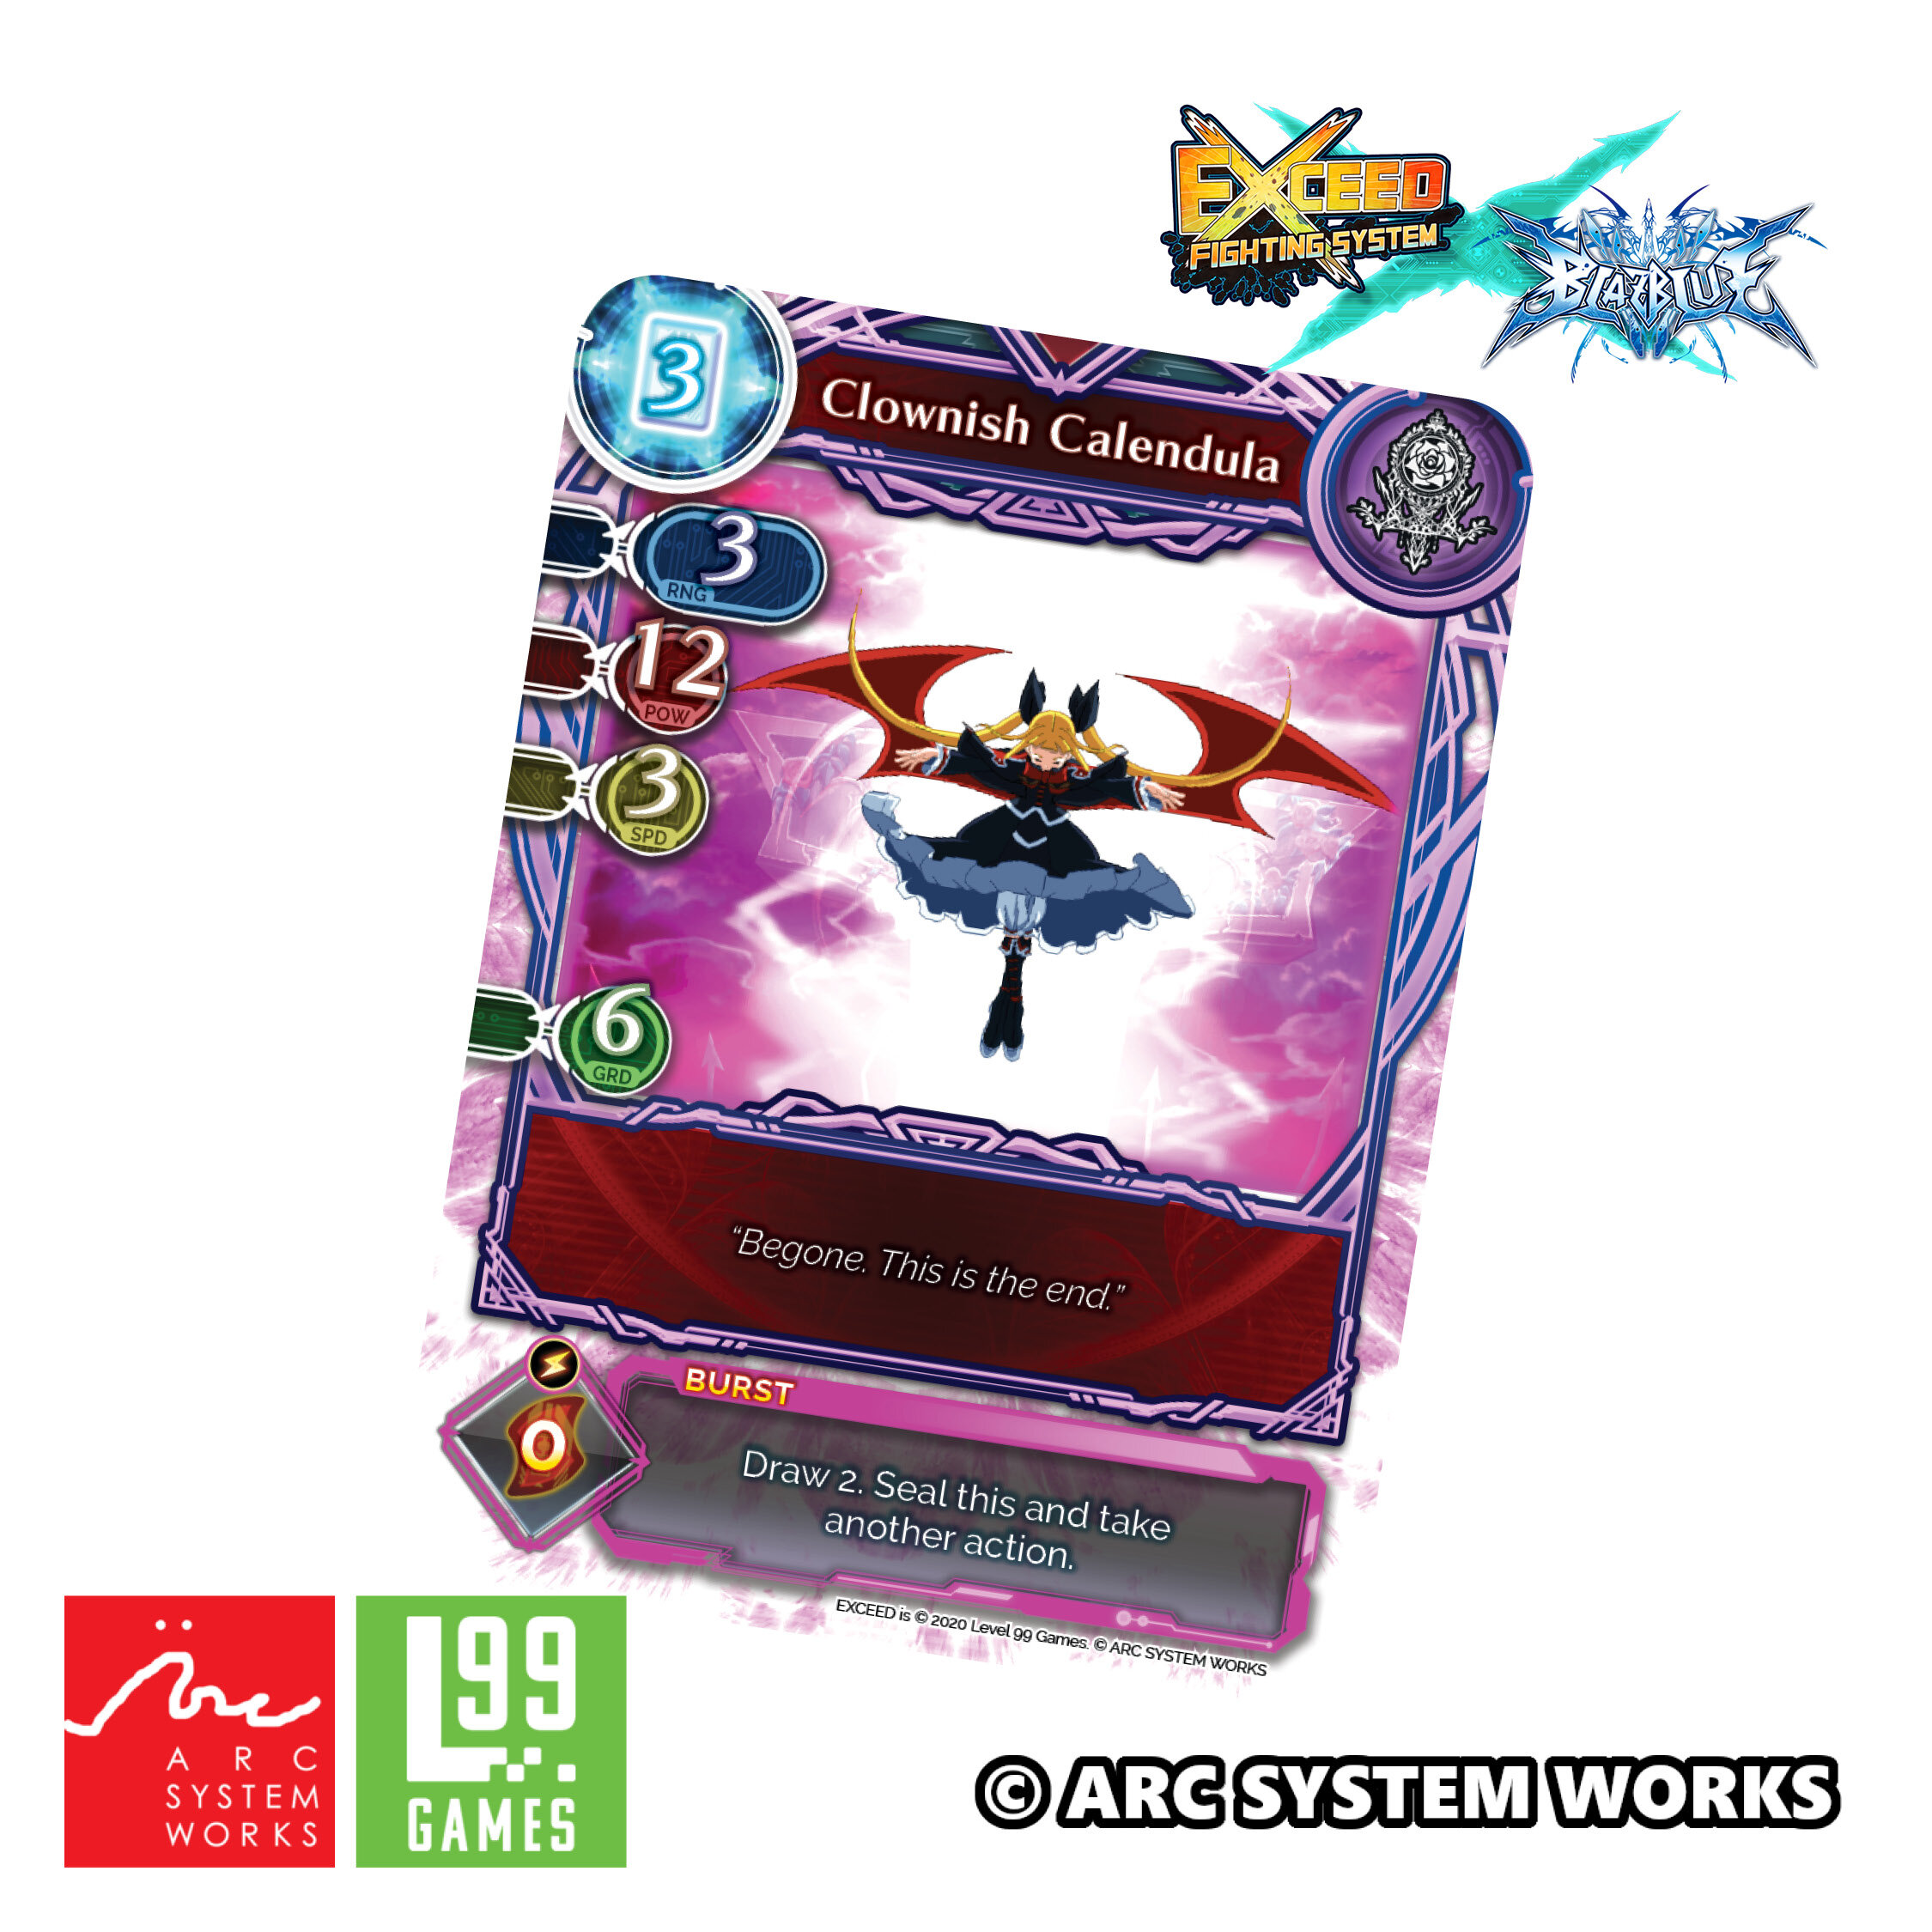 EXCEED
FIGHTING SYSTEM
BLAZBLUE
3
Clownish Calendula
3
RNG
12
POW
3
SPD
6
GRD
“Begone. This is the end.”
BURST
0
Draw 2. Seal this and take
another action.
EXCEED is © 2020 Level 99 Games. © ARC SYSTEM WORKS
Arc
ARC
SYSTEM
WORKS
L99
GAMES
© ARC SYSTEM WORKS